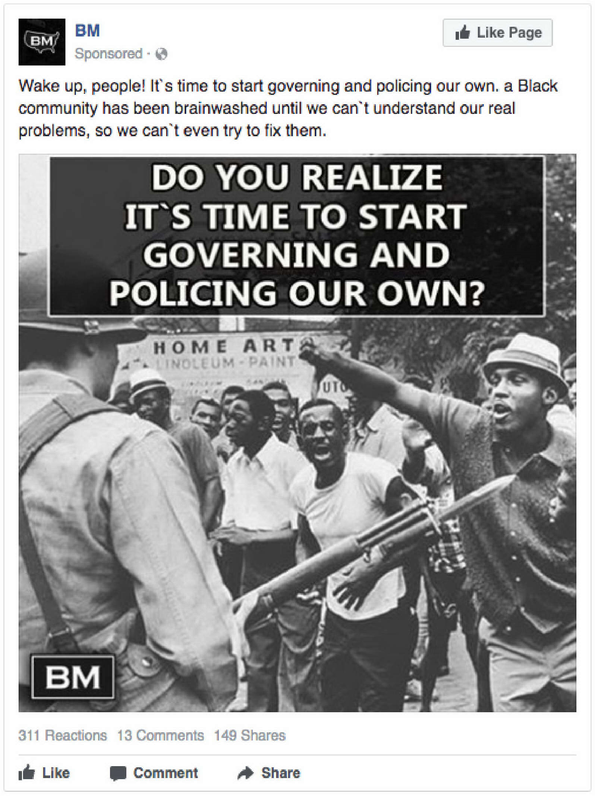 BM
BM
Like Page
Sponsored ·
Wake up, people! It`s time to start governing and policing our own. a Black
community has been brainwashed until we can`t understand our real
problems, so we can`t even try to fix them.
DO YOU REALIZE
IT`S TIME TO START
GOVERNING AND
POLICING OUR OWN?
HOME ARTS
LINOLEUM - PAINT
AUTO
BM
311 Reactions 13 Comments 149 Shares
Like Comment Share